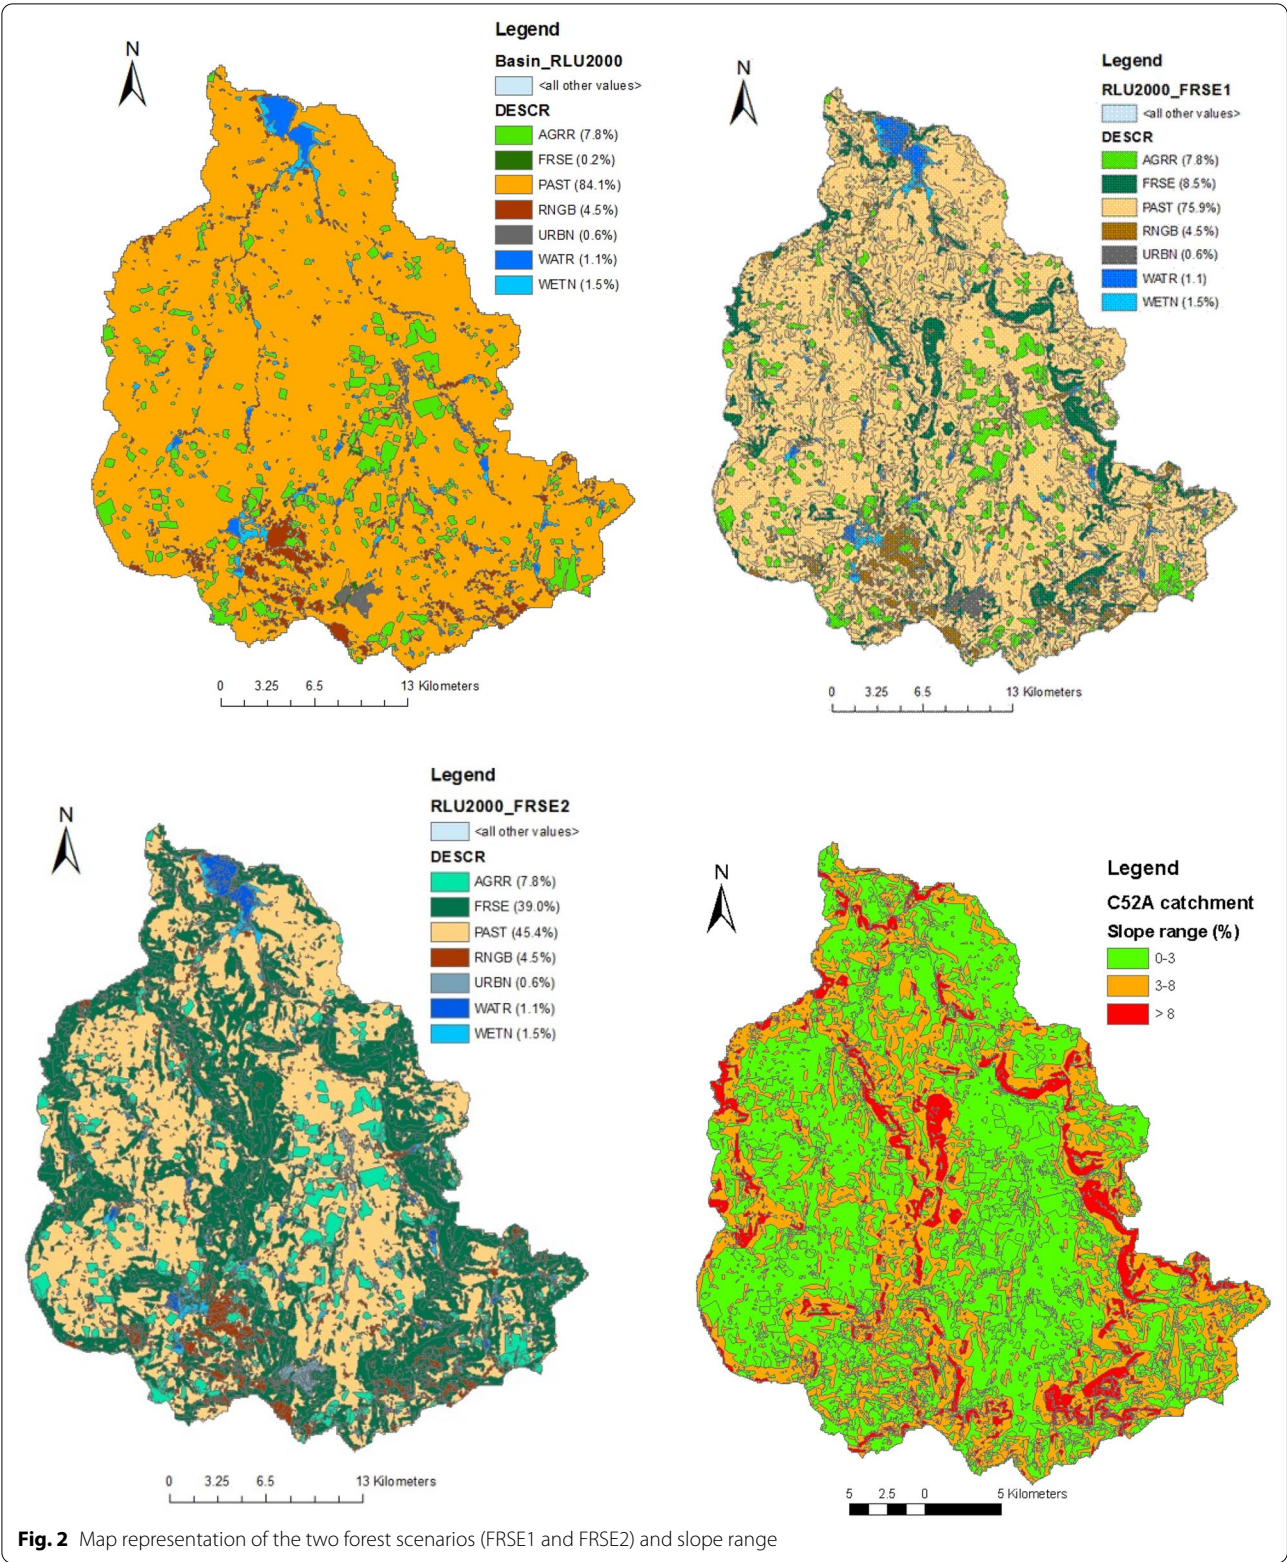 N
Legend
Basin_RLU2000
<all other values>
DESCR
AGRR (7.8%)
FRSE (0.2%)
PAST (84.1%)
RNGB (4.5%)
URBN (0.6%)
WATR (1.1%)
WETN (1.5%)
0 3.25 6.5 13 Kilometers
N
Legend
RLU2000_FRSE1
<all other values>
DESCR
AGRR (7.8%)
FRSE (8.5%)
PAST (75.9%)
RNGB (4.5%)
URBN (0.6%)
WATR (1.1)
WETN (1.5%)
0 3.25 6.5 13 Kilometers
N
Legend
RLU2000_FRSE2
<all other values>
DESCR
AGRR (7.8%)
FRSE (39.0%)
PAST (45.4%)
RNGB (4.5%)
URBN (0.6%)
WATR (1.1%)
WETN (1.5%)
0 3.25 6.5 13 Kilometers
N
Legend
C52A catchment
Slope range (%)
0-3
3-8
> 8
5 2.5 0 5 Kilometers
Fig. 2 Map representation of the two forest scenarios (FRSE1 and FRSE2) and slope range